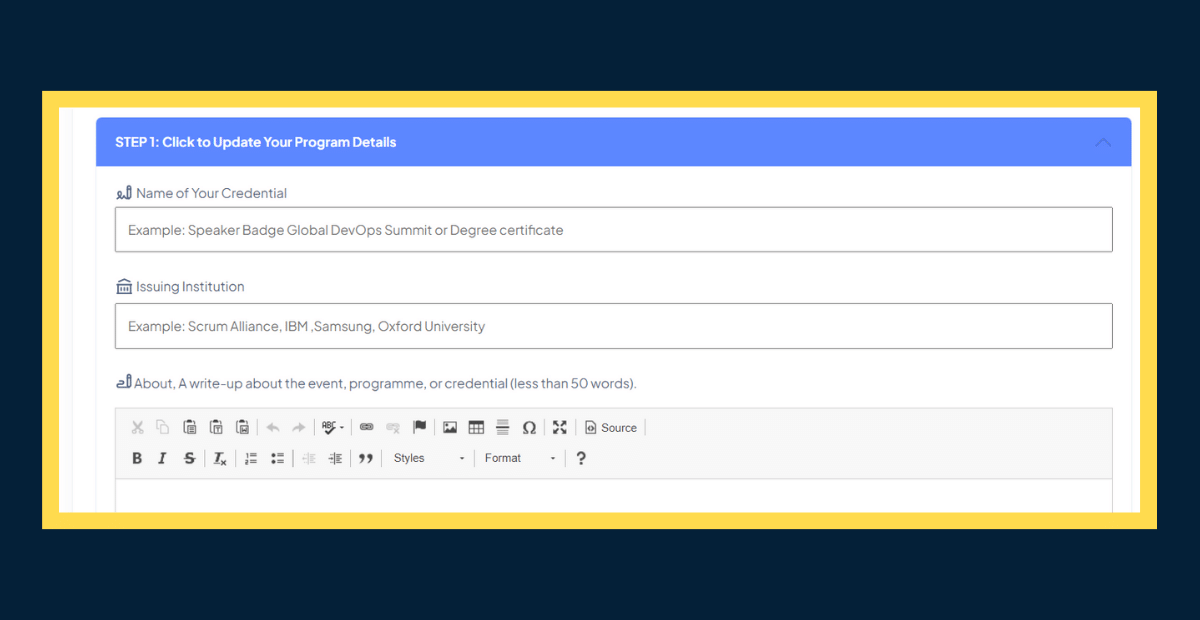 STEP 1: Click to Update Your Program Details
Name of Your Credential
Example: Speaker Badge Global DevOps Summit or Degree certificate
Issuing Institution
Example: Scrum Alliance, IBM ,Samsung, Oxford University
About, A write-up about the event, programme, or credential (less than 50 words).
ABC Ω Source
B I S Ix Styles Format ?